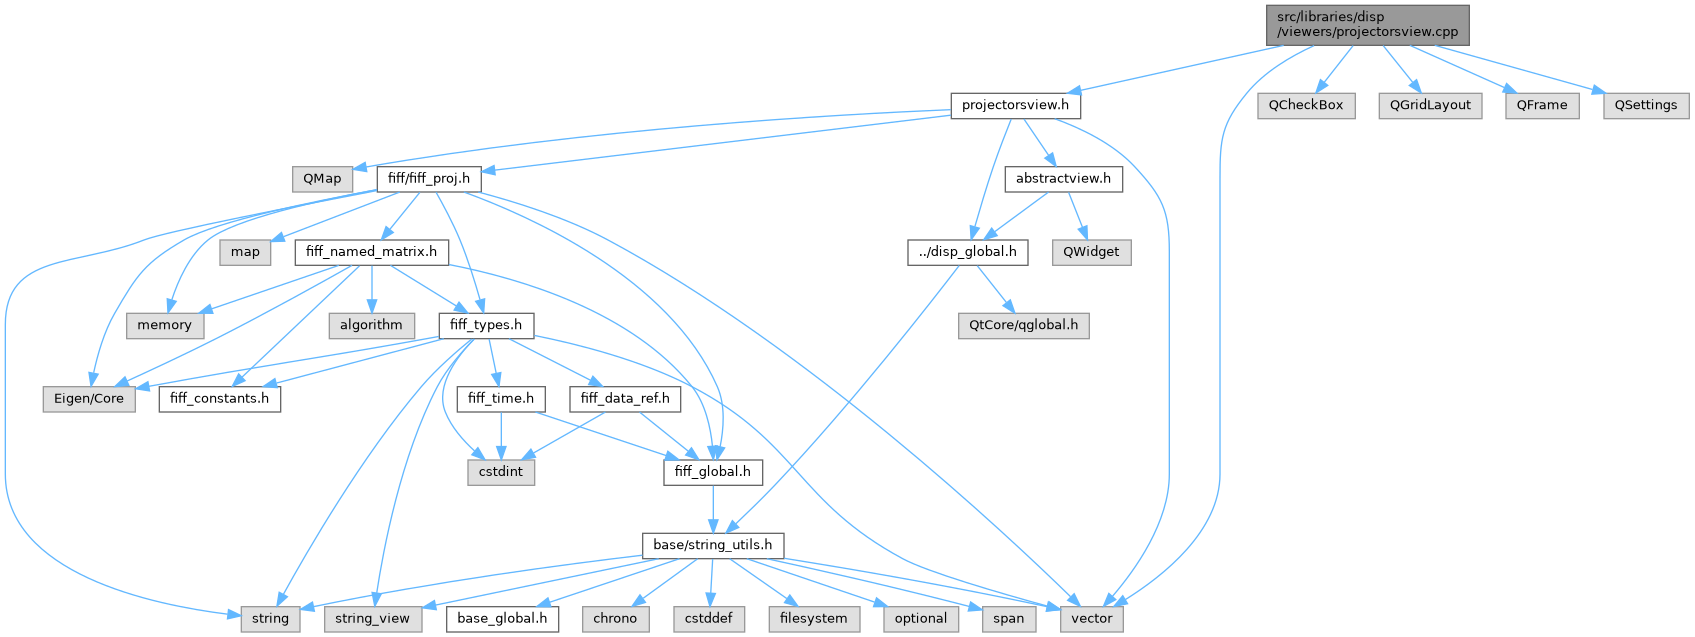 src/libraries/disp
/viewers/projectorsview.cpp
projectorsview.h
QCheckBox
QGridLayout
QFrame
QSettings
QMap
fiff/fiff_proj.h
abstractview.h
map
fiff_named_matrix.h
../disp_global.h
QWidget
memory
algorithm
fiff_types.h
QtCore/qglobal.h
Eigen/Core
fiff_constants.h
fiff_time.h
fiff_data_ref.h
cstdint
fiff_global.h
base/string_utils.h
string
string_view
base_global.h
chrono
cstddef
filesystem
optional
span
vector